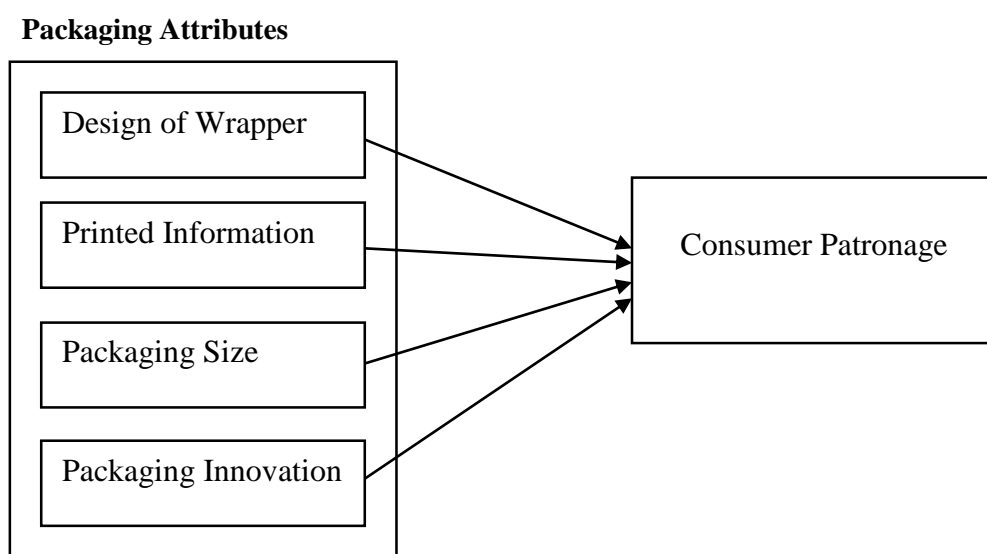 Packaging Attributes
Design of Wrapper
Printed Information
Consumer Patronage
Packaging Size
Packaging Innovation